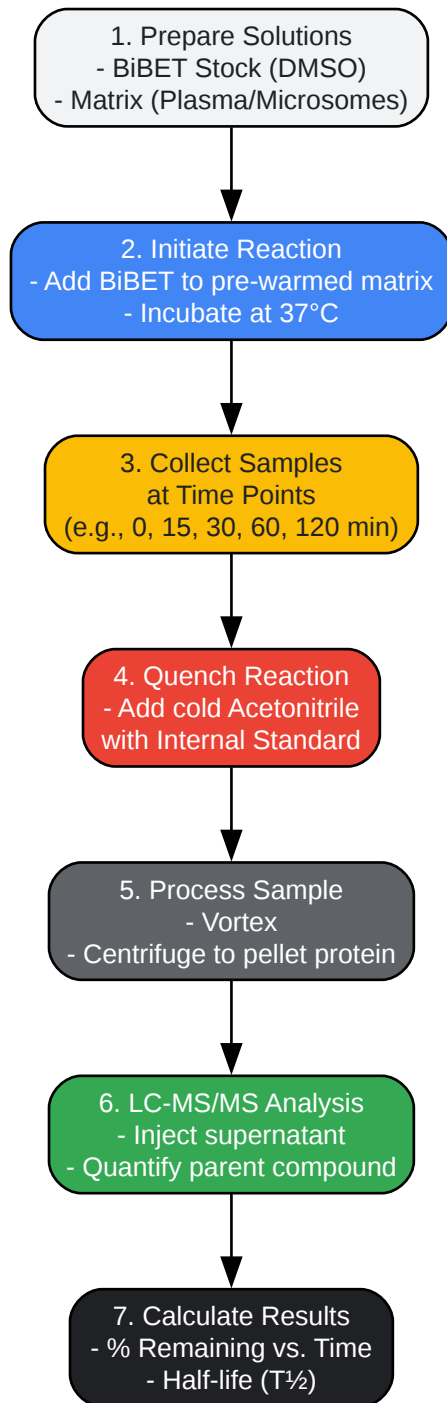 1. Prepare Solutions
- BiBET Stock (DMSO)
- Matrix (Plasma/Microsomes)
2. Initiate Reaction
- Add BiBET to pre-warmed matrix
- Incubate at 37°C
3. Collect Samples
at Time Points
(e.g., 0, 15, 30, 60, 120 min)
4. Quench Reaction
- Add cold Acetonitrile
with Internal Standard
5. Process Sample
- Vortex
- Centrifuge to pellet protein
6. LC-MS/MS Analysis
- Inject supernatant
- Quantify parent compound
7. Calculate Results
- % Remaining vs. Time
- Half-life (T½)